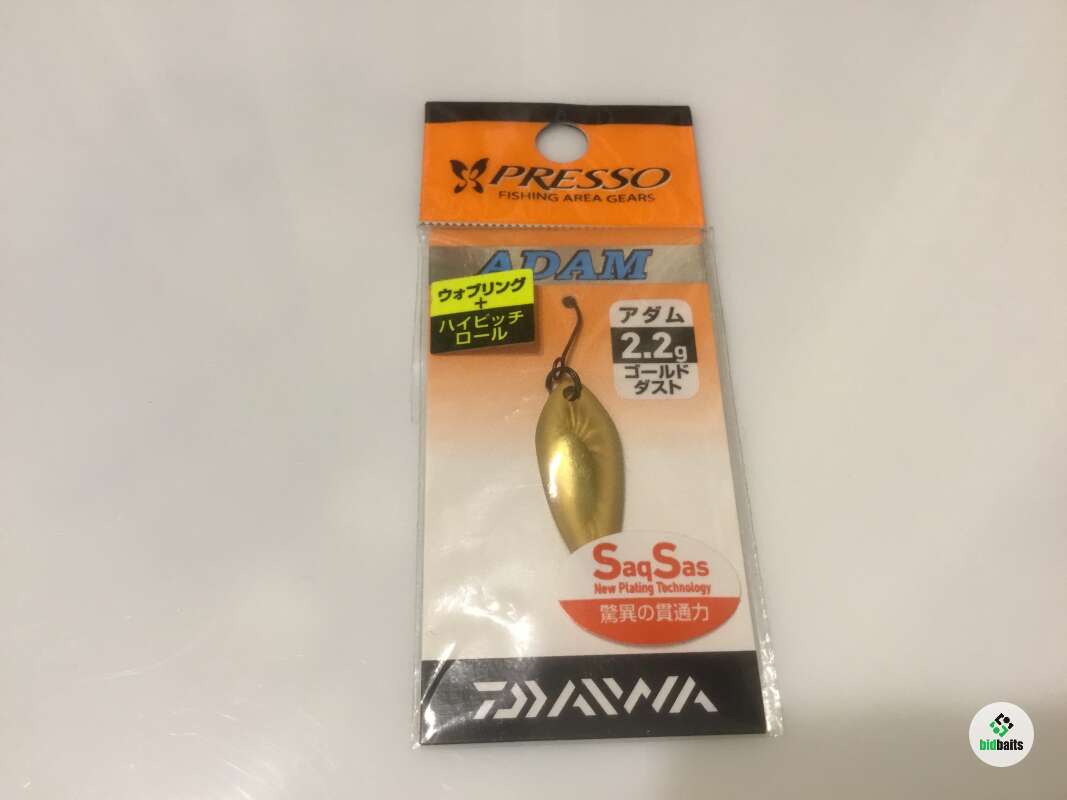 PRESSO
FISHING AREA GEARS
ADAM
ウォブリング
+
ハイピッチ
ロール
アダム
2.2g
ゴールド
ダスト
SaqSas
New Plating Technology
驚異の貫通力
DAIWA
bidbaits